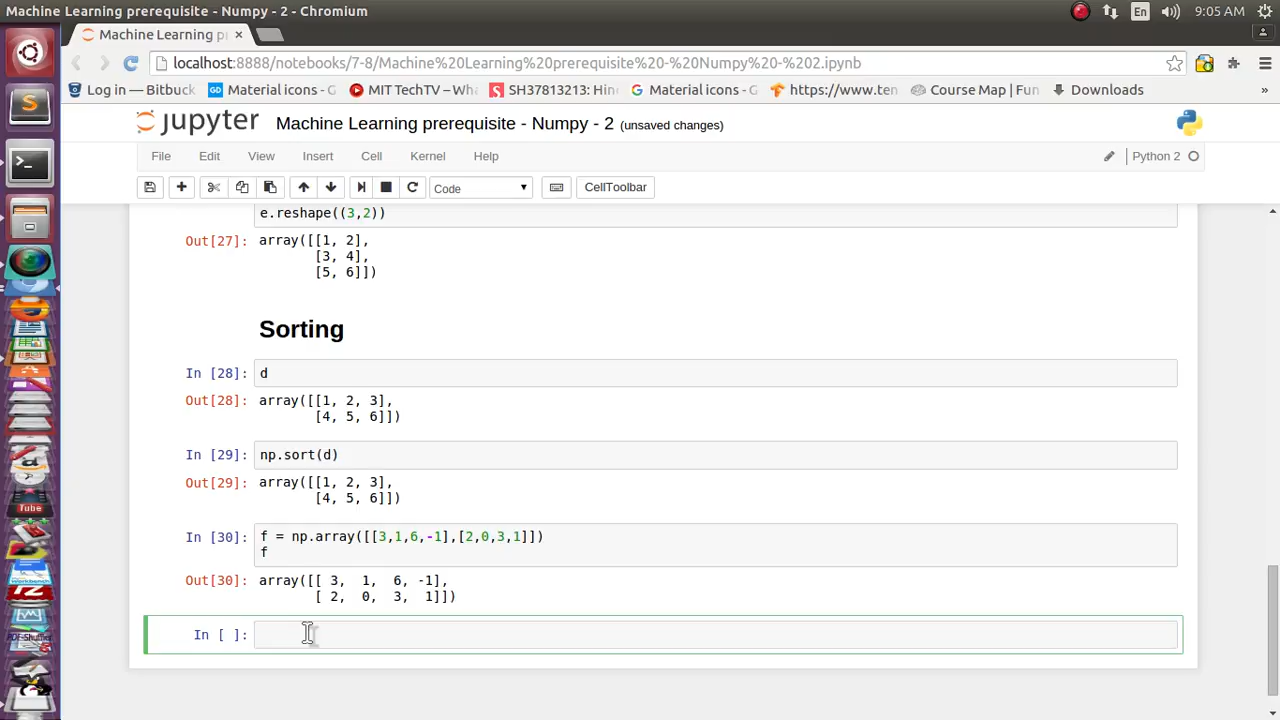 Machine Learning prerequisite - Numpy - 2 - Chromium
En
9:05 AM
Machine Learning p
localhost:8888/notebooks/7-8/Machine%20Learning%20prerequisite%20-%20Numpy%20-%202.ipynb
Log in — Bitbuck
Material icons - G
MIT TechTV – Wha
SH37813213: Hin
Material icons - G
https://www.ten
Course Map | Fun
Downloads
»
jupyter
Machine Learning prerequisite - Numpy - 2 (unsaved changes)
File Edit View Insert Cell Kernel Help
Python 2
Code
CellToolbar
e.reshape((3,2))
Out[27]: array([[1, 2],
[3, 4],
[5, 6]])
Sorting
In [28]: d
Out[28]: array([[1, 2, 3],
[4, 5, 6]])
In [29]: np.sort(d)
Out[29]: array([[1, 2, 3],
[4, 5, 6]])
In [30]: f = np.array([[3,1,6,-1],[2,0,3,1]])
f
Out[30]: array([[ 3, 1, 6, -1],
[ 2, 0, 3, 1]])
In [ ]: